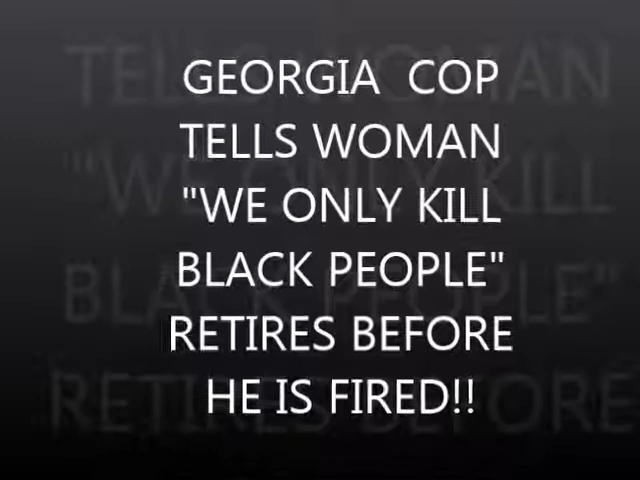 GEORGIA COP
TELLS WOMAN
"WE ONLY KILL
BLACK PEOPLE"
RETIRES BEFORE
HE IS FIRED!!